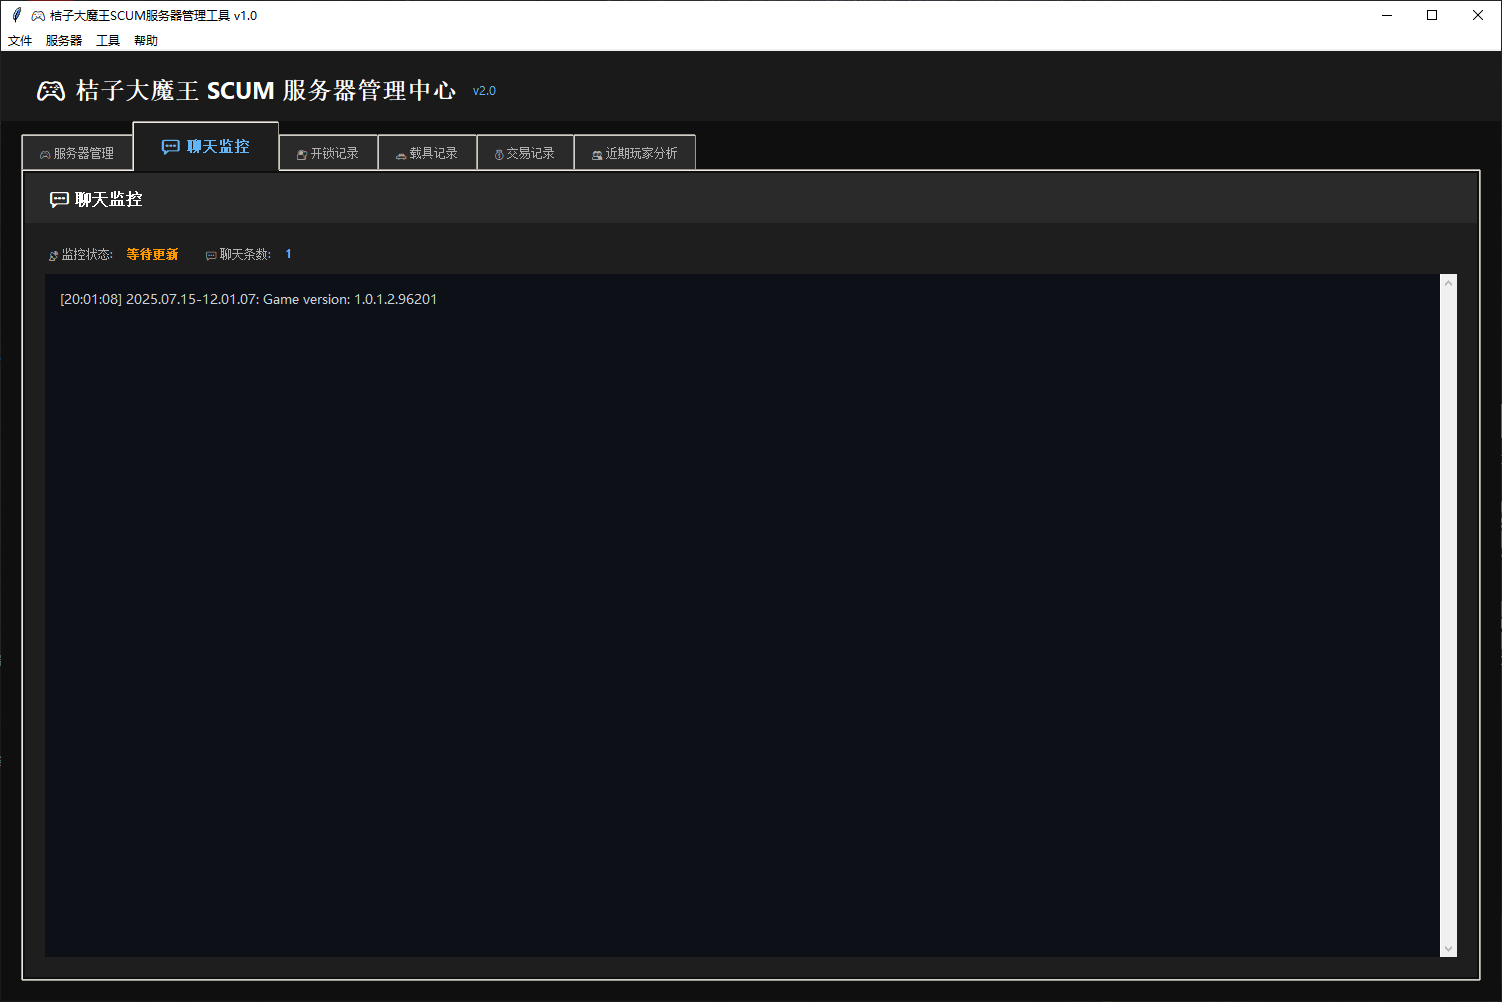 桔子大魔王SCUM服务器管理工具 v1.0
文件 服务器 工具 帮助
桔子大魔王 SCUM 服务器管理中心 v2.0
服务器管理 聊天监控 开锁记录 载具记录 交易记录 近期玩家分析
聊天监控
监控状态: 等待更新 聊天条数: 1
[20:01:08] 2025.07.15-12.01.07: Game version: 1.0.1.2.96201